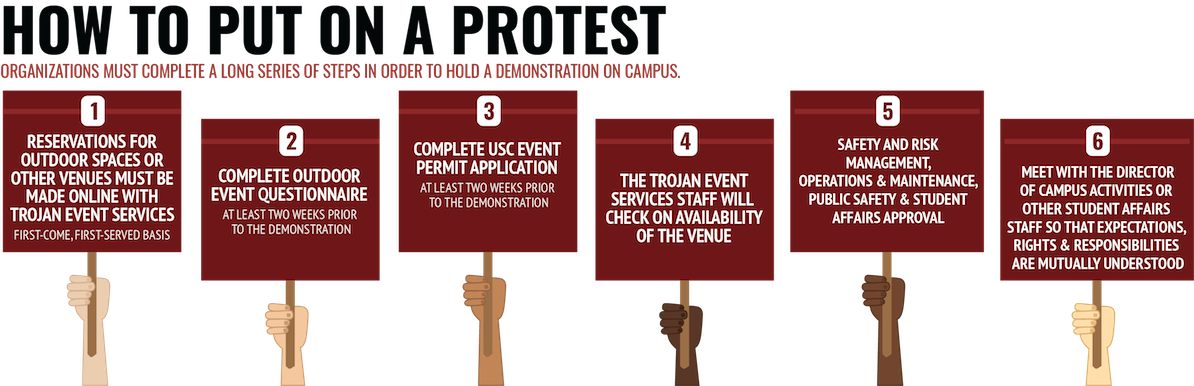 HOW TO PUT ON A PROTEST
ORGANIZATIONS MUST COMPLETE A LONG SERIES OF STEPS IN ORDER TO HOLD A DEMONSTRATION ON CAMPUS.
1
RESERVATIONS FOR
OUTDOOR SPACES OR
OTHER VENUES MUST BE
MADE ONLINE WITH
TROJAN EVENT SERVICES
FIRST-COME, FIRST-SERVED BASIS
2
COMPLETE OUTDOOR
EVENT QUESTIONNAIRE
AT LEAST TWO WEEKS PRIOR
TO THE DEMONSTRATION
3
COMPLETE USC EVENT
PERMIT APPLICATION
AT LEAST TWO WEEKS PRIOR
TO THE DEMONSTRATION
4
THE TROJAN EVENT
SERVICES STAFF WILL
CHECK ON AVAILABILITY
OF THE VENUE
5
SAFETY AND RISK
MANAGEMENT,
OPERATIONS & MAINTENANCE,
PUBLIC SAFETY & STUDENT
AFFAIRS APPROVAL
6
MEET WITH THE DIRECTOR
OF CAMPUS ACTIVITIES OR
OTHER STUDENT AFFAIRS
STAFF SO THAT EXPECTATIONS,
RIGHTS & RESPONSIBILITIES
ARE MUTUALLY UNDERSTOOD